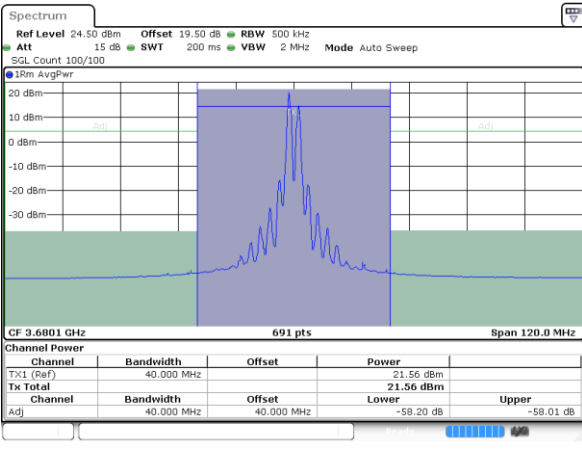 Spectrum
Ref Level 24.50 dBm Offset 19.50 dB RBW 500 kHz
Att 15 dB SWT 200 ms VBW 2 MHz Mode Auto Sweep
SGL Count 100/100
1Rm AvgPwr
20 dBm
10 dBm
Adj Adj
0 dBm
-10 dBm
-20 dBm
-30 dBm
CF 3.6801 GHz 691 pts Span 120.0 MHz
Channel Power
Channel Bandwidth Offset Power
TX1 (Ref) 40.000 MHz 21.56 dBm
Tx Total 21.56 dBm
Channel Bandwidth Offset Lower Upper
Adj 40.000 MHz 40.000 MHz -58.20 dB -58.01 dB